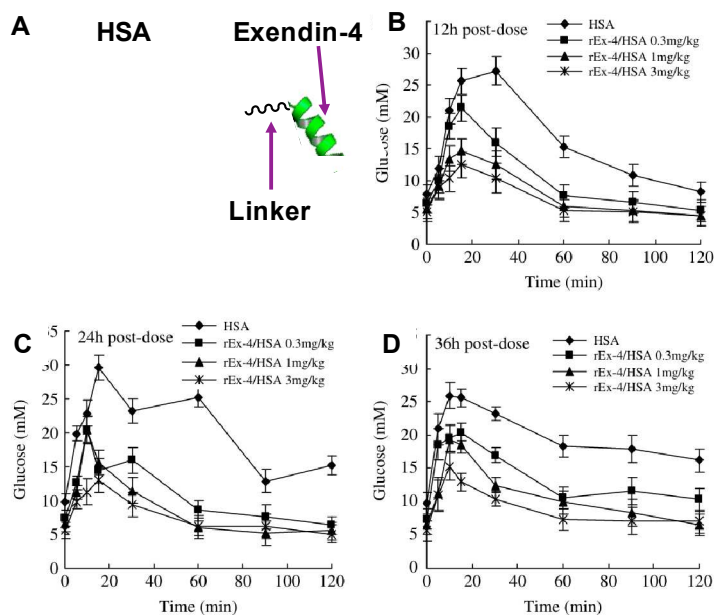 A
HSA
Exendin-4
Linker
B
12h post-dose
HSA
rEx-4/HSA 0.3mg/kg
rEx-4/HSA 1mg/kg
rEx-4/HSA 3mg/kg
35
30
25
20
15
10
5
0
Glucose (mM)
0 20 40 60 80 100 120
Time (min)
C
24h post-dose
HSA
rEx-4/HSA 0.3mg/kg
rEx-4/HSA 1mg/kg
rEx-4/HSA 3mg/kg
35
30
25
20
15
10
5
0
Glucose (mM)
0 20 40 60 80 100 120
Time (min)
D
36h post-dose
HSA
rEx-4/HSA 0.3mg/kg
rEx-4/HSA 1mg/kg
rEx-4/HSA 3mg/kg
35
30
25
20
15
10
5
0
Glucose (mM)
0 20 40 60 80 100 120
Time (min)